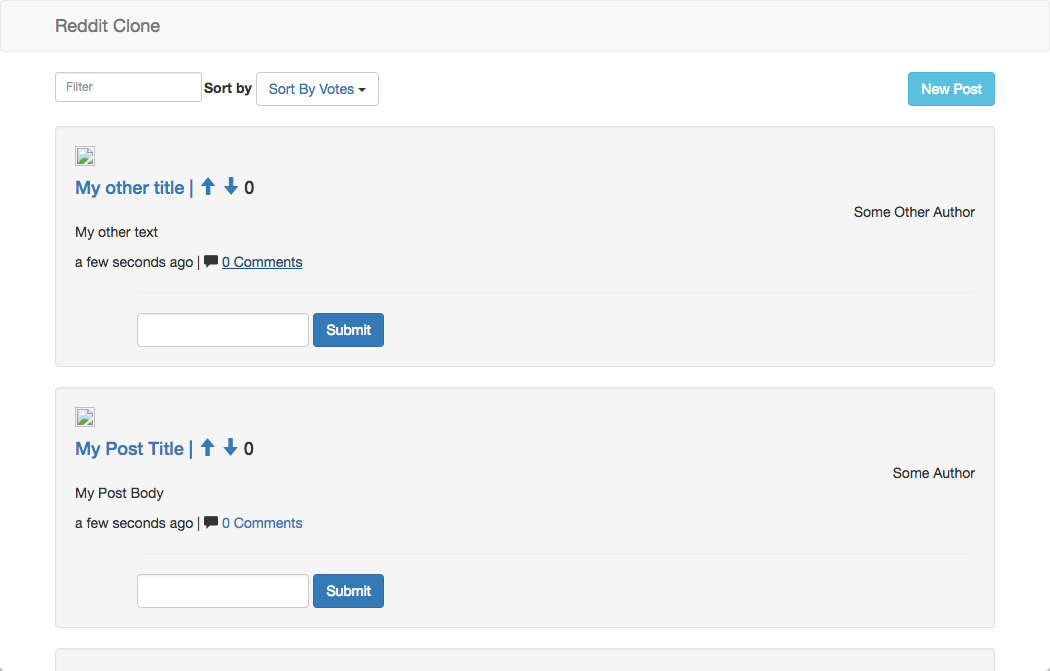 Reddit Clone
Filter Sort by Sort By Votes New Post
My other title | 0
Some Other Author
My other text
a few seconds ago | 0 Comments
Submit
My Post Title | 0
Some Author
My Post Body
a few seconds ago | 0 Comments
Submit